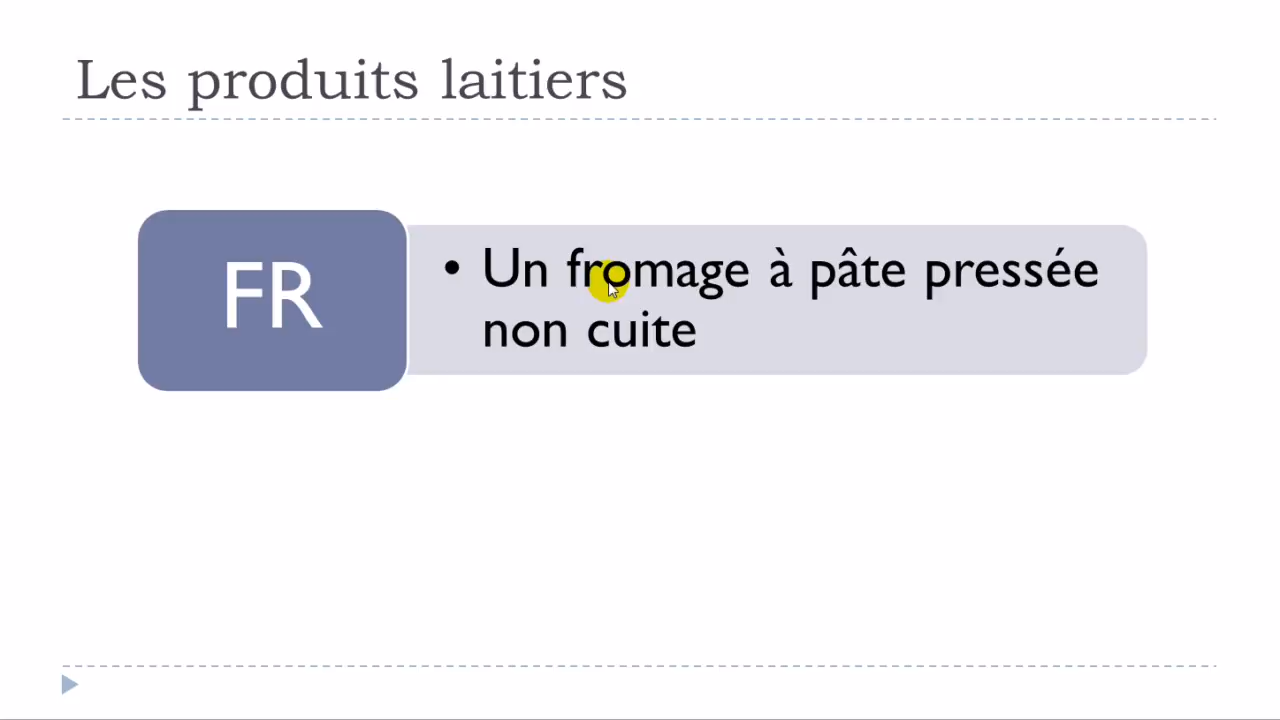 Les produits laitiers
FR
• Un fromage à pâte pressée
non cuite